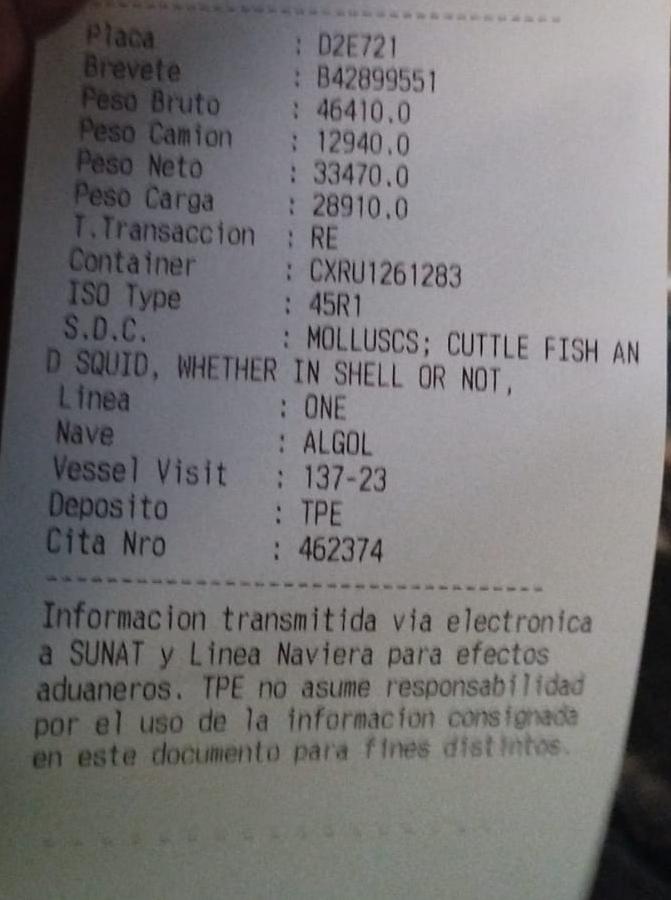 Placa : D2E721
Brevete : B42899551
Peso Bruto : 46410.0
Peso Camion : 12940.0
Peso Neto : 33470.0
Peso Carga : 28910.0
T.Transaccion : RE
Container : CXRU1261283
ISO Type : 45R1
S.D.C. : MOLLUSCS; CUTTLE FISH AN
D SQUID, WHETHER IN SHELL OR NOT,
Linea : ONE
Nave : ALGOL
Vessel Visit : 137-23
Deposito : TPE
Cita Nro : 462374
Informacion transmitida via electronica
a SUNAT y Linea Naviera para efectos
aduaneros. TPE no asume responsabilidad
por el uso de la informacion consignada
en este documento para fines distintos.